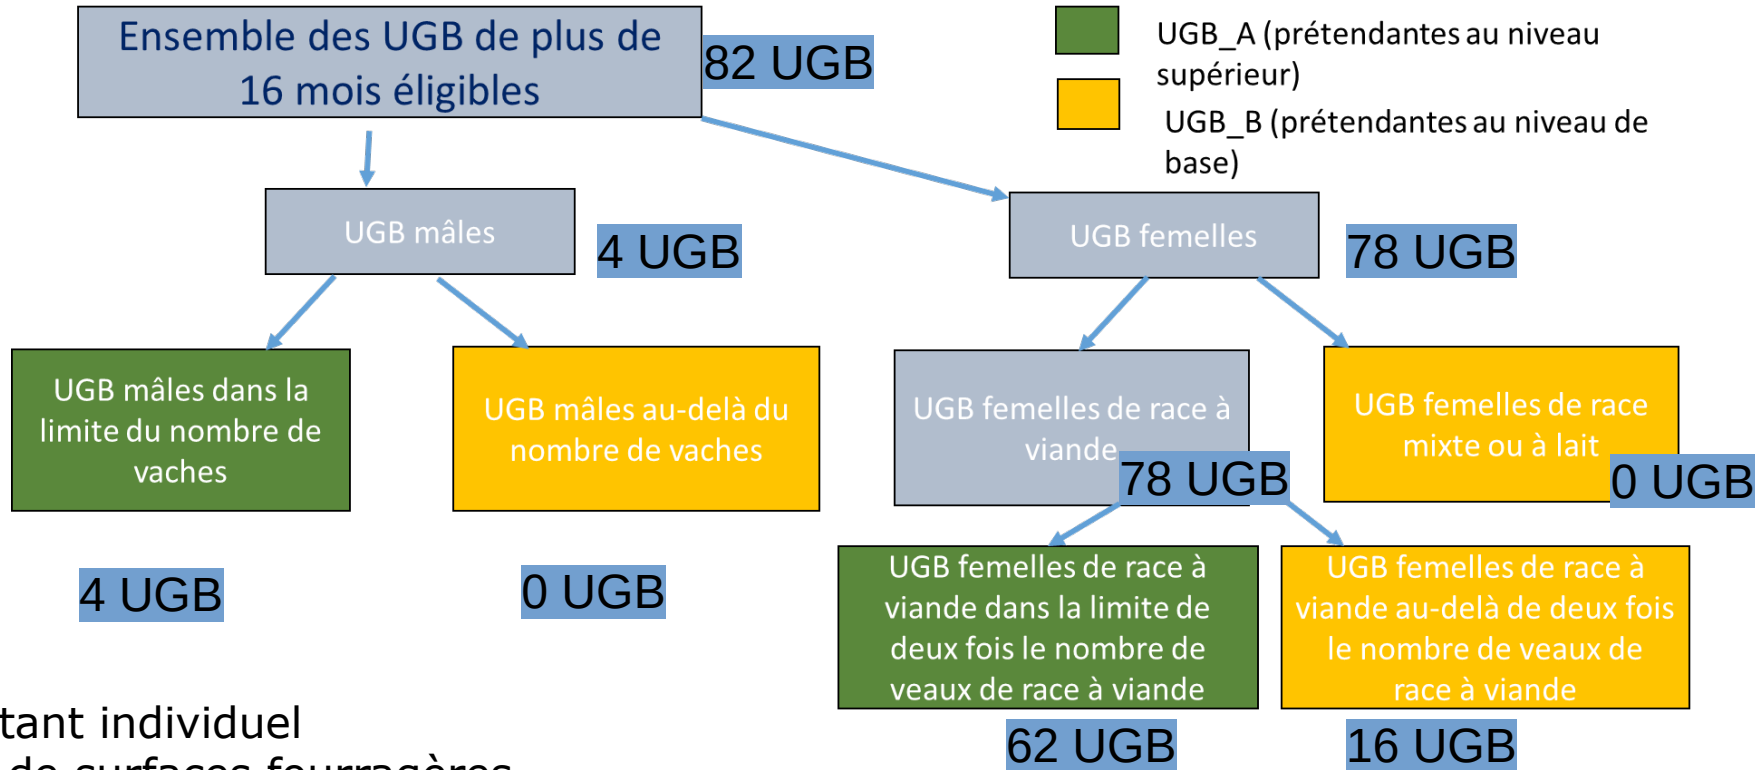 Ensemble des UGB de plus de
16 mois éligibles
82 UGB
UGB_A (prétendantes au niveau
supérieur)
UGB_B (prétendantes au niveau de
base)
UGB mâles
4 UGB
UGB femelles
78 UGB
UGB mâles dans la
limite du nombre de
vaches
UGB mâles au-delà du
nombre de vaches
UGB femelles de race à
viande
78 UGB
UGB femelles de race
mixte ou à lait
0 UGB
4 UGB
0 UGB
UGB femelles de race à
viande dans la limite de
deux fois le nombre de
veaux de race à viande
UGB femelles de race à
viande au-delà de deux fois
le nombre de veaux de
race à viande
62 UGB
16 UGB
tant individuel
de surfaces fourragères